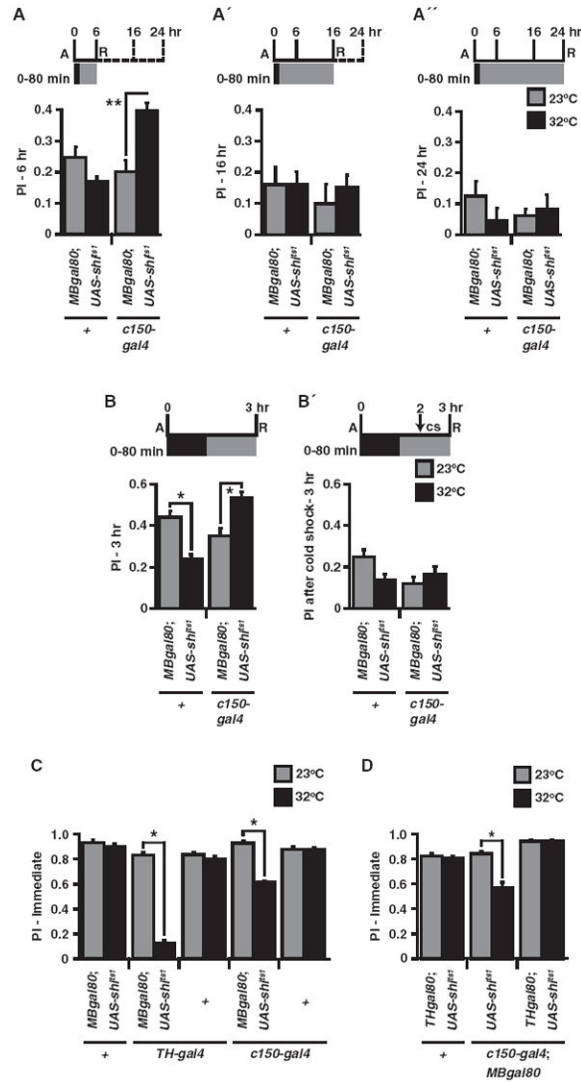 A
A´
A´´
0 6 16 24 hr
A R
0-80 min
0 6 16 24 hr
A R
0-80 min
0 6 16 24 hr
A R
0-80 min
23ºC
32ºC
PI - 6 hr
0.4
0.3
0.2
0.1
0
**
MBgal80;
UAS-shi^ts1
MBgal80;
UAS-shi^ts1
+
c150-
gal4
PI - 16 hr
0.4
0.3
0.2
0.1
0
MBgal80;
UAS-shi^ts1
MBgal80;
UAS-shi^ts1
+
c150-
gal4
PI - 24 hr
0.4
0.3
0.2
0.1
0
MBgal80;
UAS-shi^ts1
MBgal80;
UAS-shi^ts1
+
c150-
gal4
B
0 3 hr
A R
0-80 min
PI - 3 hr
0.6
0.4
0.2
0
*
*
MBgal80;
UAS-shi^ts1
MBgal80;
UAS-shi^ts1
+
c150-
gal4
B´
0 2 3 hr
A cs R
0-80 min
23ºC
32ºC
PI after cold shock- 3 hr
0.6
0.4
0.2
0
MBgal80;
UAS-shi^ts1
MBgal80;
UAS-shi^ts1
+
c150-
gal4
C
23ºC
32ºC
PI - Immediate
1.0
0.8
0.6
0.4
0.2
0
*
*
MBgal80;
UAS-shi^ts1
MBgal80;
UAS-shi^ts1
+
MBgal80;
UAS-shi^ts1
+
+
TH-gal4
c150-gal4
D
23ºC
32ºC
PI - Immediate
1.0
0.8
0.6
0.4
0.2
0
*
THgal80;
UAS-shi^ts1
UAS-shi^ts1
THgal80;
UAS-shi^ts1
+
c150-gal4;
MBgal80